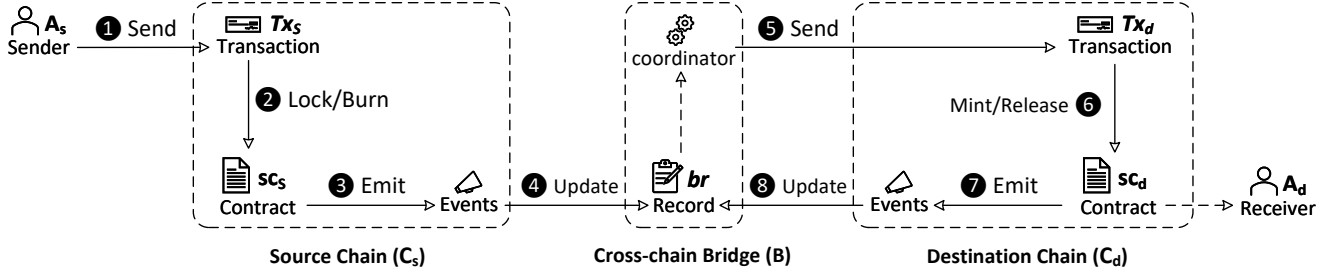 A_s
Sender
❶ Send
Tx_S
Transaction
❷ Lock/Burn
sc_S
Contract
❸ Emit
Events
❹ Update
Source Chain (C_s)
coordinator
br
Record
Cross-chain Bridge (B)
❺ Send
Tx_d
Transaction
Mint/Release ❻
sc_d
Contract
❼ Emit
Events
❽ Update
A_d
Receiver
Destination Chain (C_d)